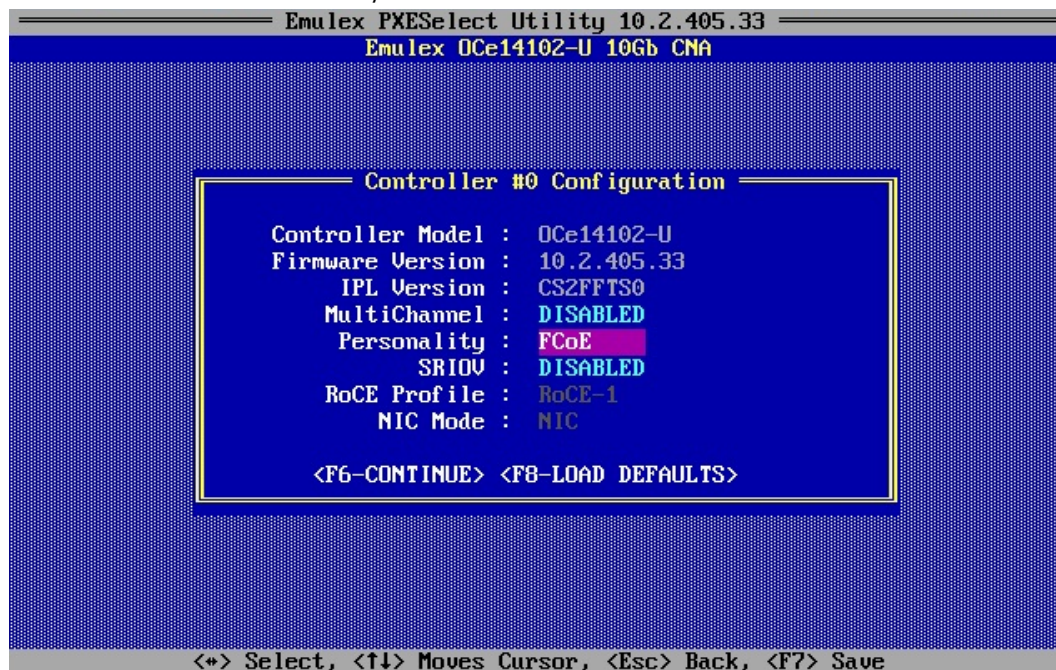 Emulex PXESelect Utility 10.2.405.33
Emulex OCe14102-U 10Gb CNA
Controller #0 Configuration
Controller Model : OCe14102-U
Firmware Version : 10.2.405.33
IPL Version : CS2FFTS0
MultiChannel : DISABLED
Personality : FCoE
SRIOV : DISABLED
RoCE Profile : RoCE-1
NIC Mode : NIC
<F6-CONTINUE> <F8-LOAD DEFAULTS>
<↔> Select, <↑↓> Moves Cursor, <Esc> Back, <F7> Save